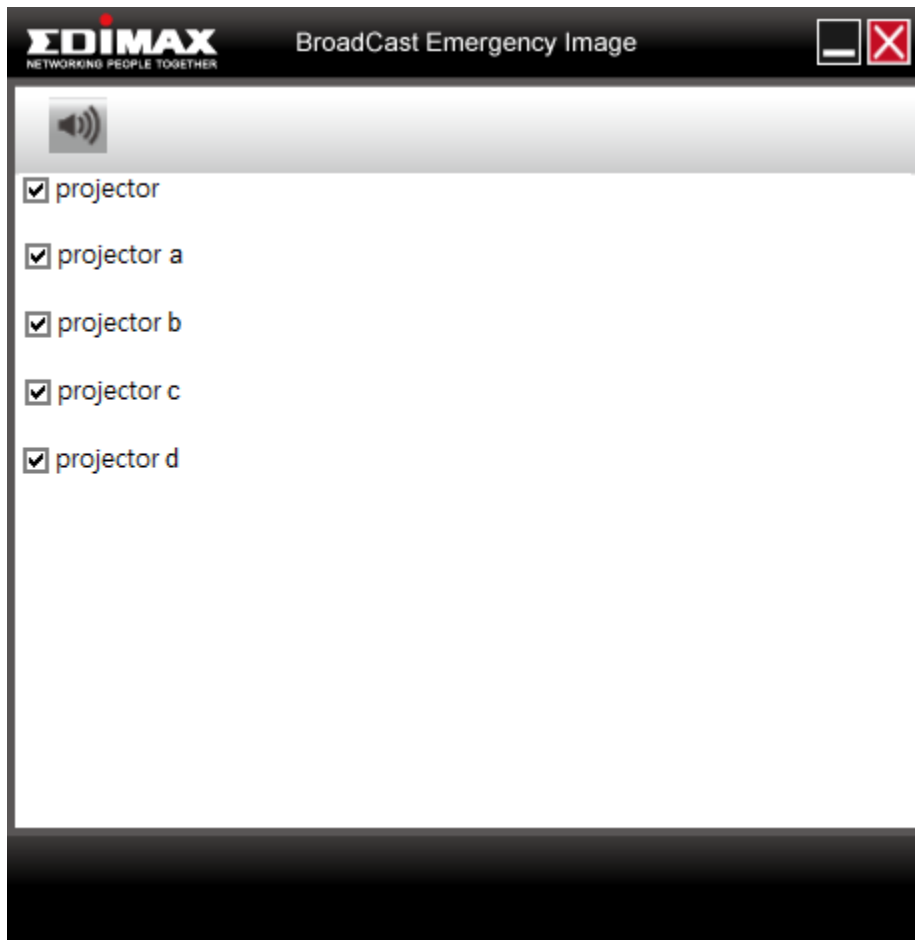 EDIMAX
NETWORKING PEOPLE TOGETHER
BroadCast Emergency Image
projector
projector a
projector b
projector c
projector d